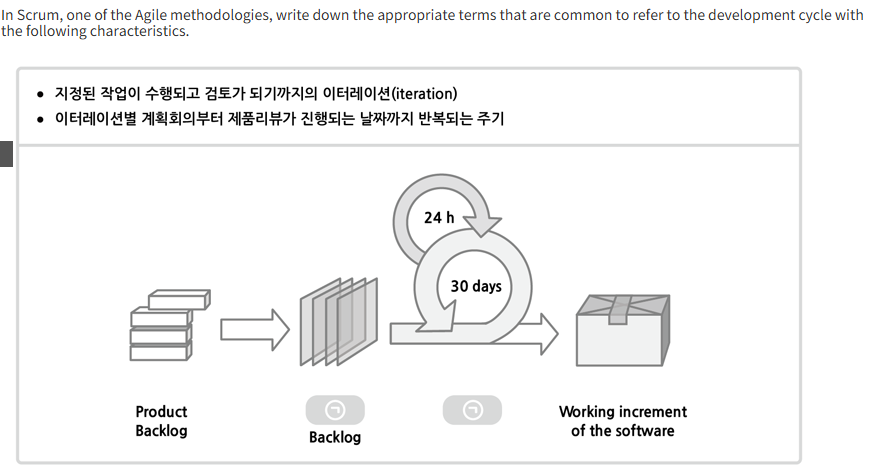 In Scrum, one of the Agile methodologies, write down the appropriate terms that are common to refer to the development cycle with
the following characteristics.
• 지정된 작업이 수행되고 검토가 되기까지의 이터레이션(iteration)
• 이터레이션별 계획회의부터 제품리뷰가 진행되는 날짜까지 반복되는 주기
24 h
30 days
Product
Backlog
㉠
Backlog
㉠
Working increment
of the software